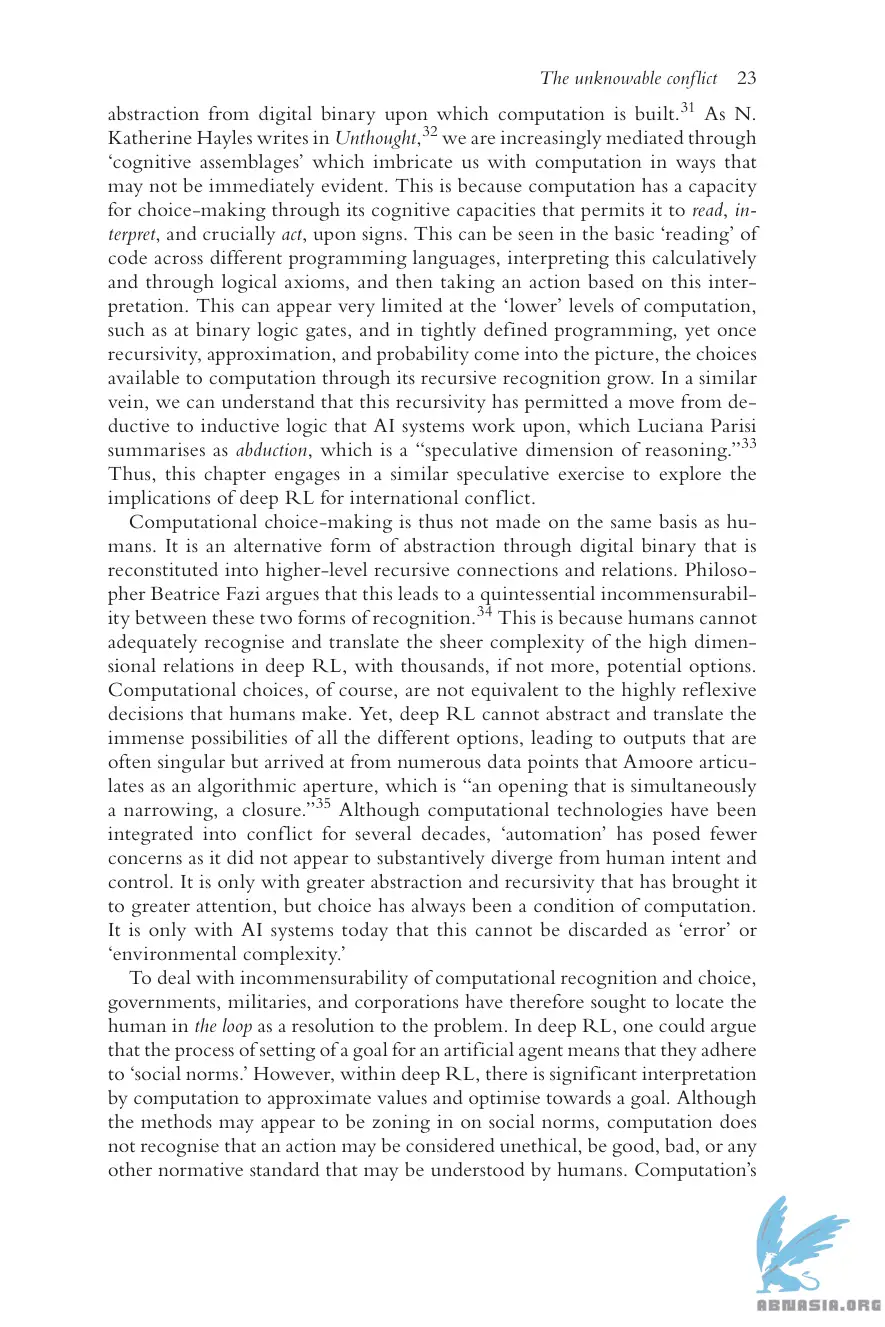 The unknowable conflict 23
abstraction from digital binary upon which computation is built.31 As N.
Katherine Hayles writes in Unthought,32 we are increasingly mediated through
‘cognitive assemblages’ which imbricate us with computation in ways that
may not be immediately evident. This is because computation has a capacity
for choice-making through its cognitive capacities that permits it to read, in-
terpret, and crucially act, upon signs. This can be seen in the basic ‘reading’ of
code across different programming languages, interpreting this calculatively
and through logical axioms, and then taking an action based on this inter-
pretation. This can appear very limited at the ‘lower’ levels of computation,
such as at binary logic gates, and in tightly defined programming, yet once
recursivity, approximation, and probability come into the picture, the choices
available to computation through its recursive recognition grow. In a similar
vein, we can understand that this recursivity has permitted a move from de-
ductive to inductive logic that AI systems work upon, which Luciana Parisi
summarises as abduction, which is a “speculative dimension of reasoning.”33
Thus, this chapter engages in a similar speculative exercise to explore the
implications of deep RL for international conflict.
Computational choice-making is thus not made on the same basis as hu-
mans. It is an alternative form of abstraction through digital binary that is
reconstituted into higher-level recursive connections and relations. Philoso-
pher Beatrice Fazi argues that this leads to a quintessential incommensurabil-
ity between these two forms of recognition.34 This is because humans cannot
adequately recognise and translate the sheer complexity of the high dimen-
sional relations in deep RL, with thousands, if not more, potential options.
Computational choices, of course, are not equivalent to the highly reflexive
decisions that humans make. Yet, deep RL cannot abstract and translate the
immense possibilities of all the different options, leading to outputs that are
often singular but arrived at from numerous data points that Amoore articu-
lates as an algorithmic aperture, which is “an opening that is simultaneously
a narrowing, a closure.”35 Although computational technologies have been
integrated into conflict for several decades, ‘automation’ has posed fewer
concerns as it did not appear to substantively diverge from human intent and
control. It is only with greater abstraction and recursivity that has brought it
to greater attention, but choice has always been a condition of computation.
It is only with AI systems today that this cannot be discarded as ‘error’ or
‘environmental complexity.’
To deal with incommensurability of computational recognition and choice,
governments, militaries, and corporations have therefore sought to locate the
human in the loop as a resolution to the problem. In deep RL, one could argue
that the process of setting of a goal for an artificial agent means that they adhere
to ‘social norms.’ However, within deep RL, there is significant interpretation
by computation to approximate values and optimise towards a goal. Although
the methods may appear to be zoning in on social norms, computation does
not recognise that an action may be considered unethical, be good, bad, or any
other normative standard that may be understood by humans. Computation’s
ABNASIA.ORG